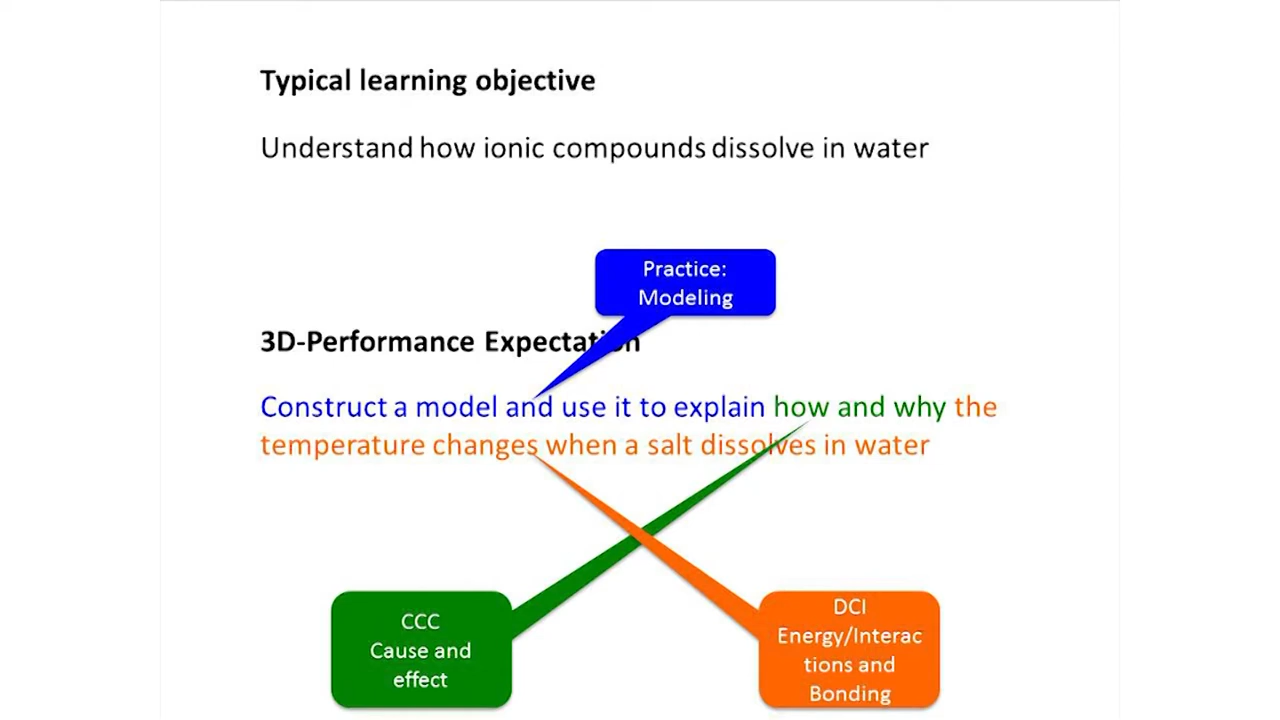 Typical learning objective
Understand how ionic compounds dissolve in water
Practice:
Modeling
3D-Performance Expectation
Construct a model and use it to explain how and why the
temperature changes when a salt dissolves in water
CCC
Cause and
effect
DCI
Energy/Interac
tions and
Bonding